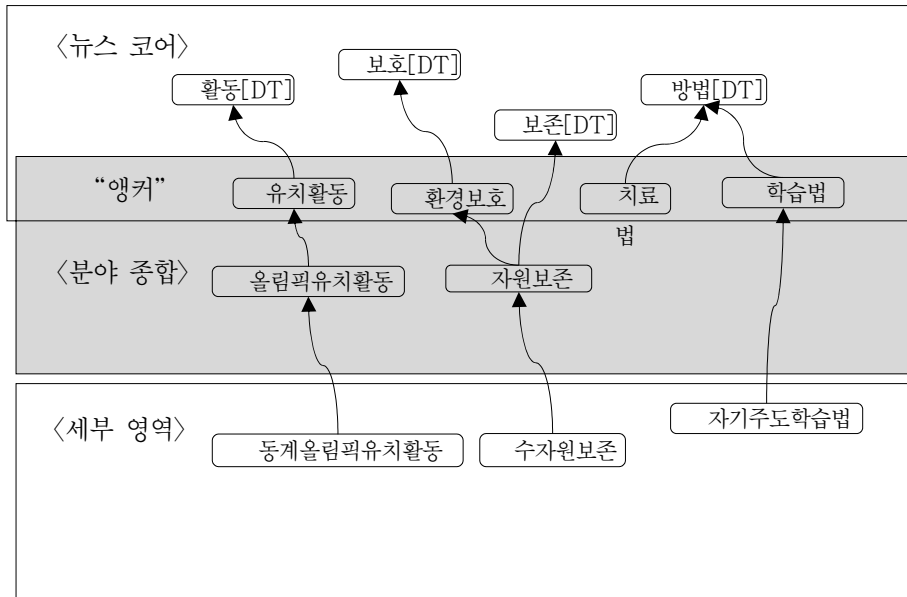 〈뉴스 코어〉
보호[DT]
활동[DT]
방법[DT]
보존[DT]
“앵커”
유치활동
환경보호
치료
법
학습법
〈분야 종합〉
올림픽유치활동
자원보존
〈세부 영역〉
자기주도학습법
동계올림픽유치활동
수자원보존